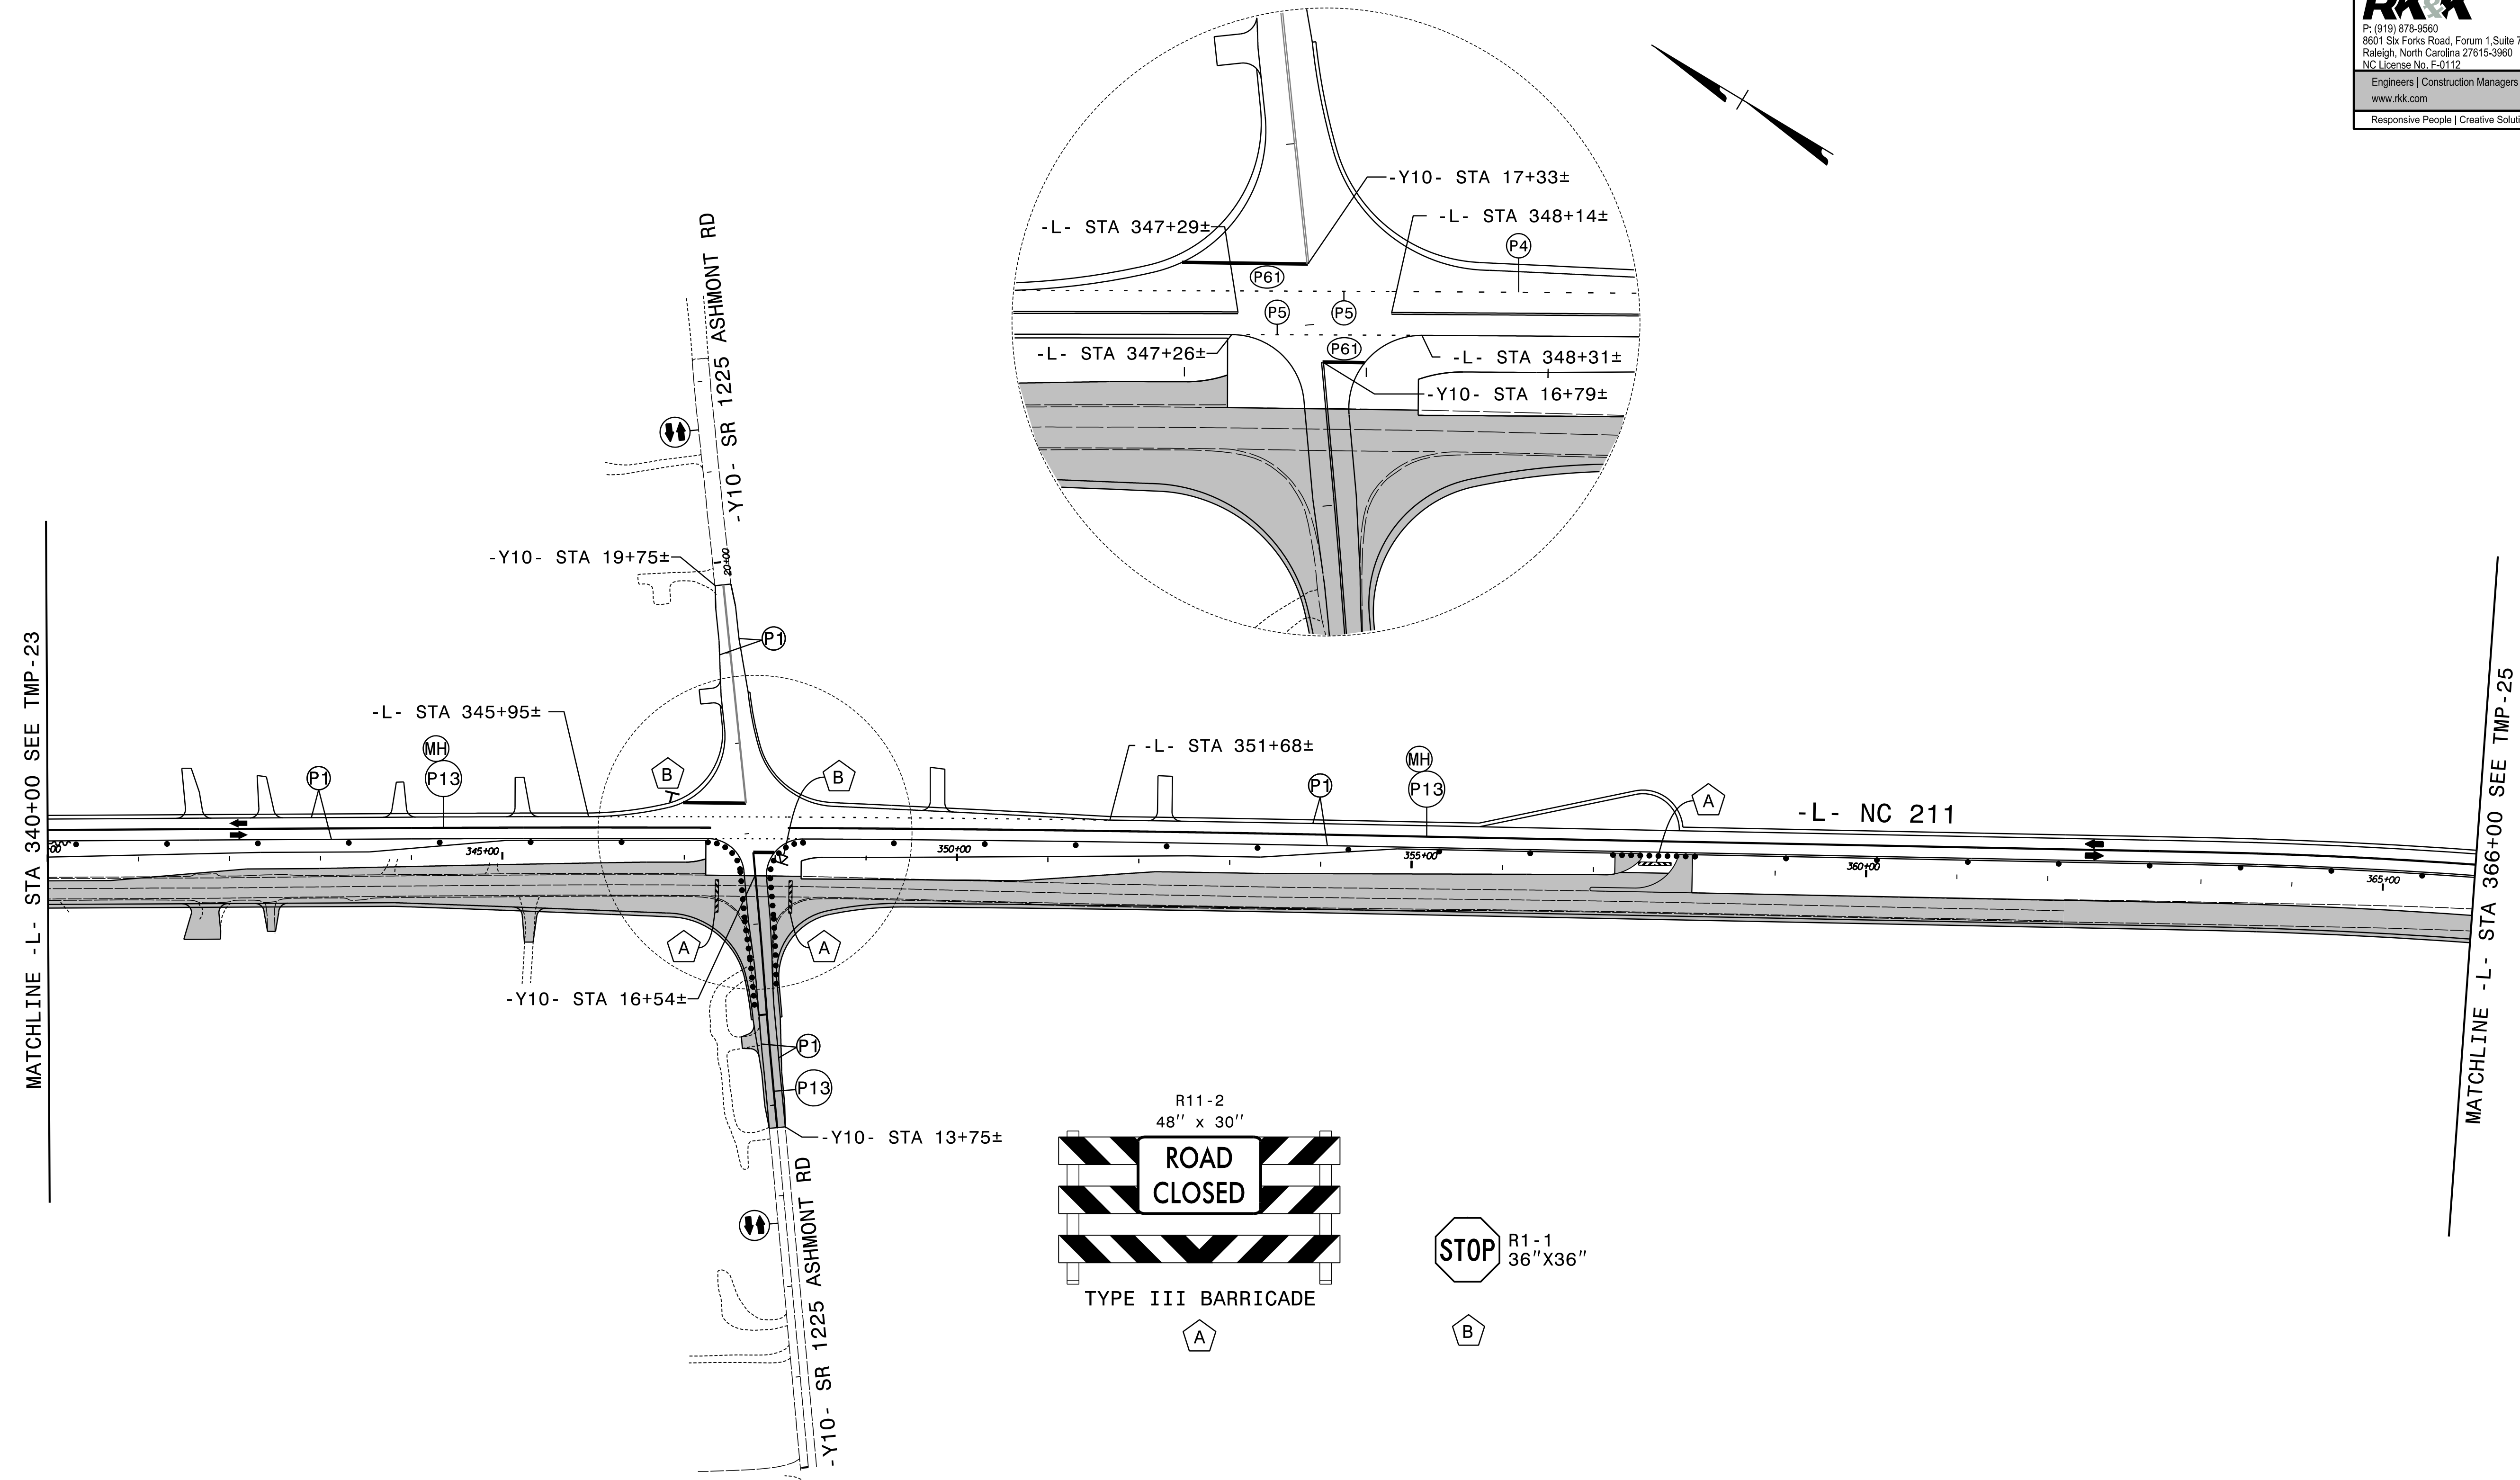 RK&K
P: (919) 878-9560
8601 Six Forks Road, Forum 1,Suite 7
Raleigh, North Carolina 27615-3960
NC License No. F-0112
Engineers | Construction Managers
www.rkk.com
Responsive People | Creative
-Y10- STA 17+33±
-L- STA 347+29±
-L- STA 348+14±
P4
P61
P5
P5
P61
-L- STA 347+26±
-L- STA 348+31±
-Y10- STA 16+79±
-Y10- SR 1225 ASHMONT RD
-Y10- STA 19+75±
20+00
P1
MATCHLINE -L- STA 340+00 SEE TMP-23
-L- STA 345+95±
-L- STA 351+68±
MH
P13
P1
B
B
P1
MH
P13
A
-L- NC 211
345+00
350+00
355+00
360+00
365+00
MATCHLINE -L- STA 366+00 SEE TMP-25
A
A
-Y10- STA 16+54±
P1
P13
-Y10- STA 13+75±
-Y10- SR 1225 ASHMONT RD
R11-2
48" x 30"
ROAD
CLOSED
TYPE III BARRICADE
A
STOP
R1-1
36"X36"
B